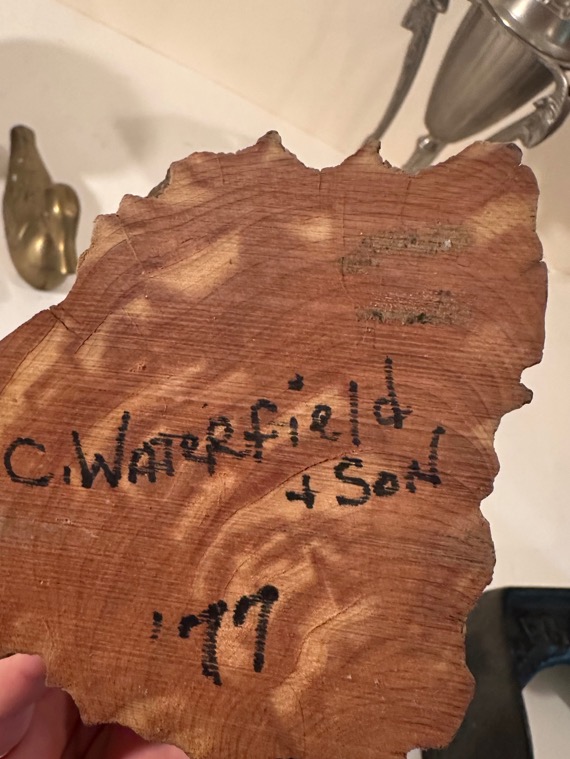 C. WATERfiEld
+ SoN
'77